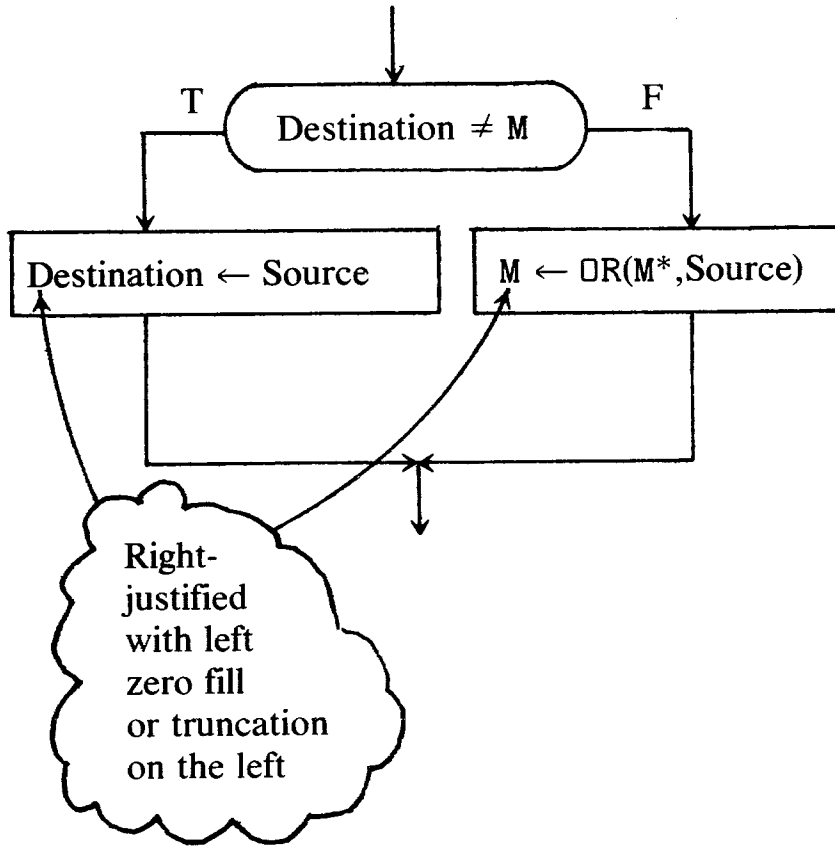 T
F
Destination ≠ M
Destination ← Source
M ← OR(M*,Source)
Right-
justified
with left
zero fill
or truncation
on the left